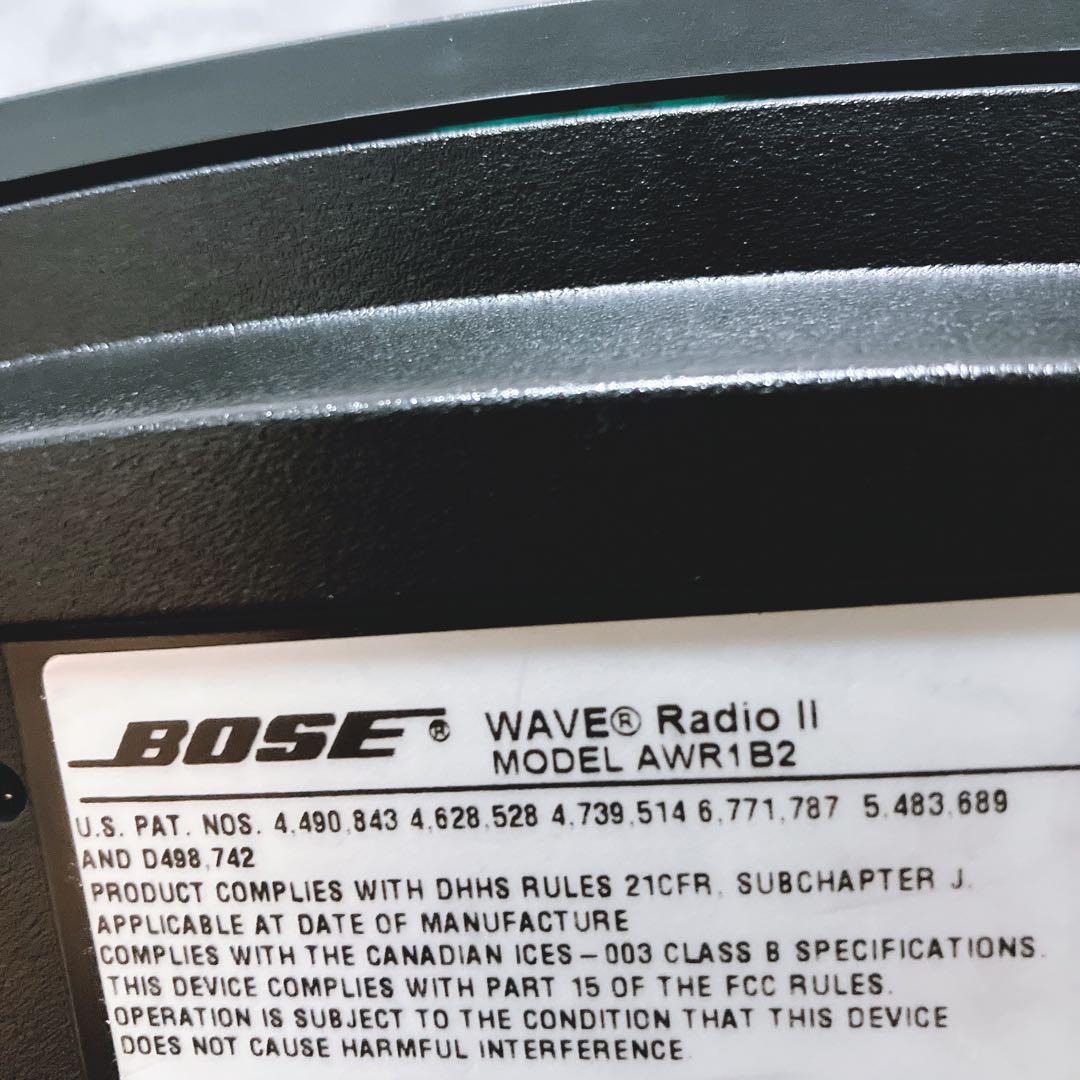 BOSE® WAVE® Radio II
MODEL AWR1B2
U.S. PAT. NOS. 4,490,843 4,628,528 4,739,514 6,771,787 5,483,689
AND D498,742
PRODUCT COMPLIES WITH DHHS RULES 21CFR, SUBCHAPTER J,
APPLICABLE AT DATE OF MANUFACTURE
COMPLIES WITH THE CANADIAN ICES-003 CLASS B SPECIFICATIONS.
THIS DEVICE COMPLIES WITH PART 15 OF THE FCC RULES.
OPERATION IS SUBJECT TO THE CONDITION THAT THIS DEVICE
DOES NOT CAUSE HARMFUL INTERFERENCE